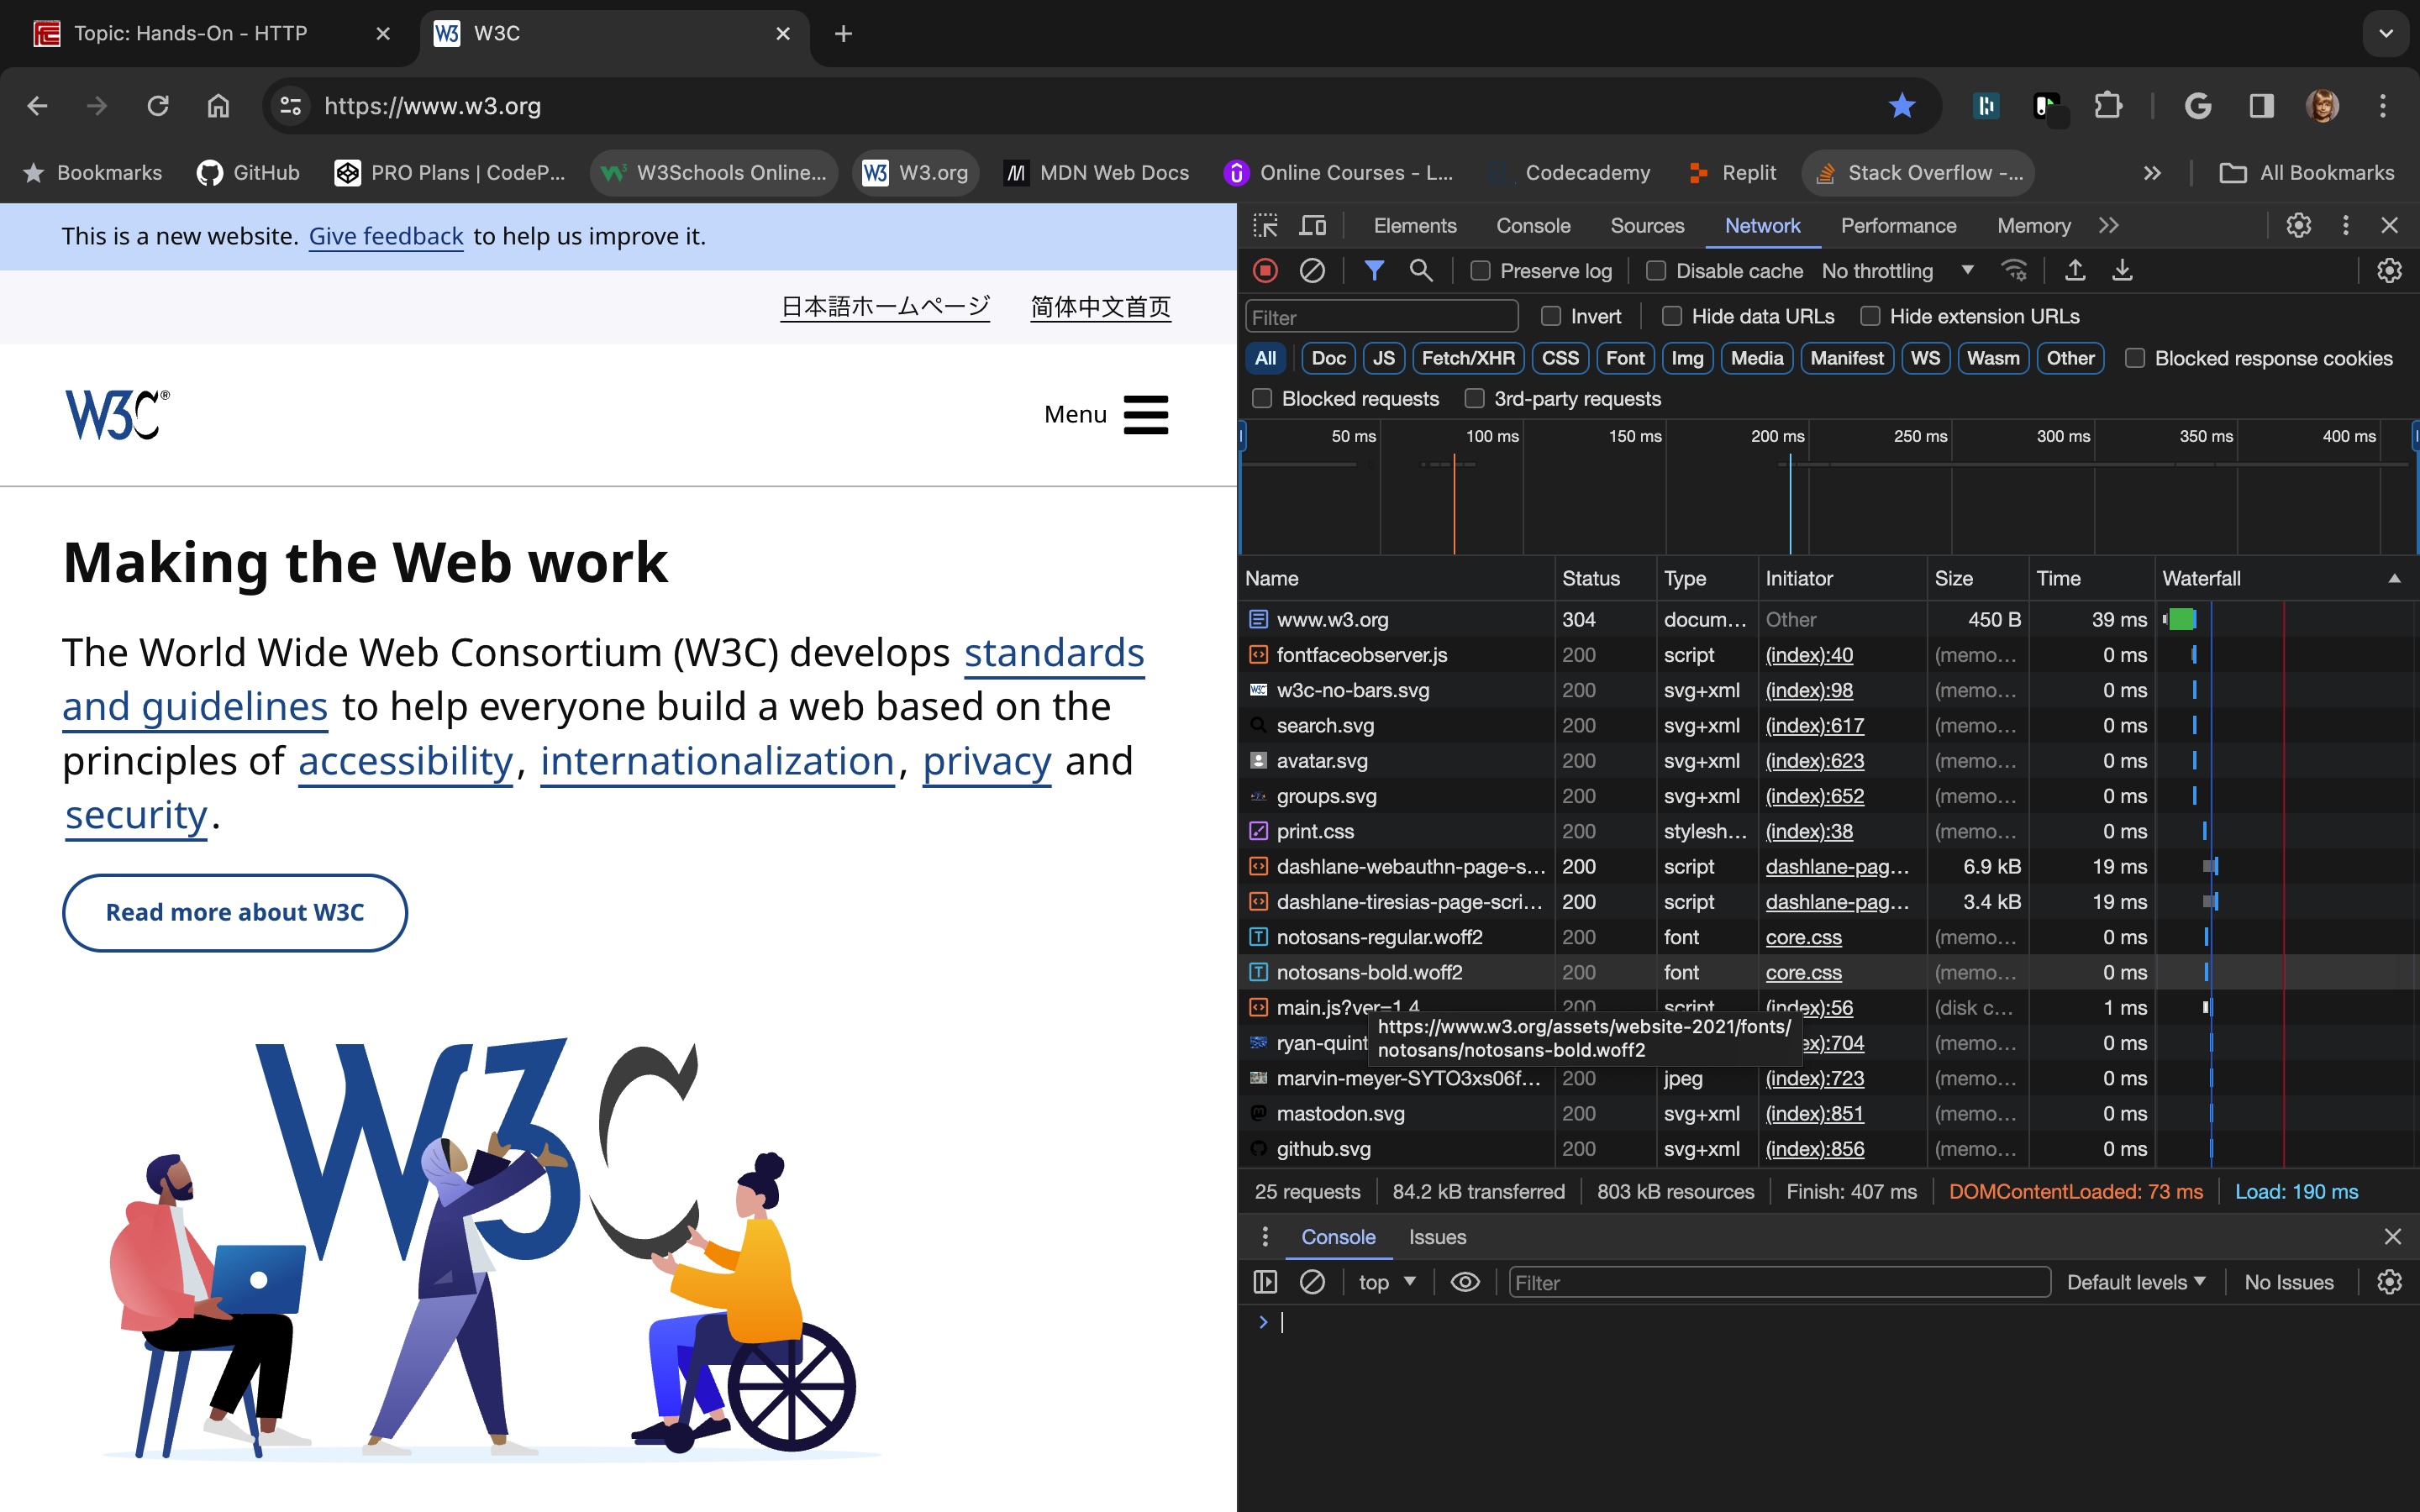 Topic: Hands-On - HTTP
W3C
https://www.w3.org
Bookmarks
GitHub
PRO Plans | CodeP...
W3Schools Online...
W3.org
MDN Web Docs
Online Courses - L...
Codecademy
Replit
Stack Overflow -...
All Bookmarks
This is a new website. Give feedback to help us improve it.
日本語ホームページ 简体中文首页
W3C®
Menu
Making the Web work
The World Wide Web Consortium (W3C) develops standards
and guidelines to help everyone build a web based on the
principles of accessibility, internationalization, privacy and
security.
Read more about W3C
W3C
Elements Console Sources Network Performance Memory
Preserve log Disable cache No throttling
Filter Invert Hide data URLs Hide extension URLs
All Doc JS Fetch/XHR CSS Font Img Media Manifest WS Wasm Other Blocked response cookies
Blocked requests 3rd-party requests
50 ms 100 ms 150 ms 200 ms 250 ms 300 ms 350 ms 400 ms
Name Status Type Initiator Size Time Waterfall
www.w3.org 304 docum... Other 450 B 39 ms
fontfaceobserver.js 200 script (index):40 (memo... 0 ms
w3c-no-bars.svg 200 svg+xml (index):98 (memo... 0 ms
search.svg 200 svg+xml (index):617 (memo... 0 ms
avatar.svg 200 svg+xml (index):623 (memo... 0 ms
groups.svg 200 svg+xml (index):652 (memo... 0 ms
print.css 200 stylesh... (index):38 (memo... 0 ms
dashlane-webauthn-page-s... 200 script dashlane-pag... 6.9 kB 19 ms
dashlane-tiresias-page-scri... 200 script dashlane-pag... 3.4 kB 19 ms
notosans-regular.woff2 200 font core.css (memo... 0 ms
notosans-bold.woff2 200 font core.css (memo... 0 ms
main.js?ver=1.4 200 script (index):56 (disk c... 1 ms
https://www.w3.org/assets/website-2021/fonts/
notosans/notosans-bold.woff2
ryan-quint ex):704 (memo... 0 ms
marvin-meyer-SYTO3xs06f... 200 jpeg (index):723 (memo... 0 ms
mastodon.svg 200 svg+xml (index):851 (memo... 0 ms
github.svg 200 svg+xml (index):856 (memo... 0 ms
25 requests 84.2 kB transferred 803 kB resources Finish: 407 ms DOMContentLoaded: 73 ms Load: 190 ms
Console Issues
top Filter Default levels No Issues